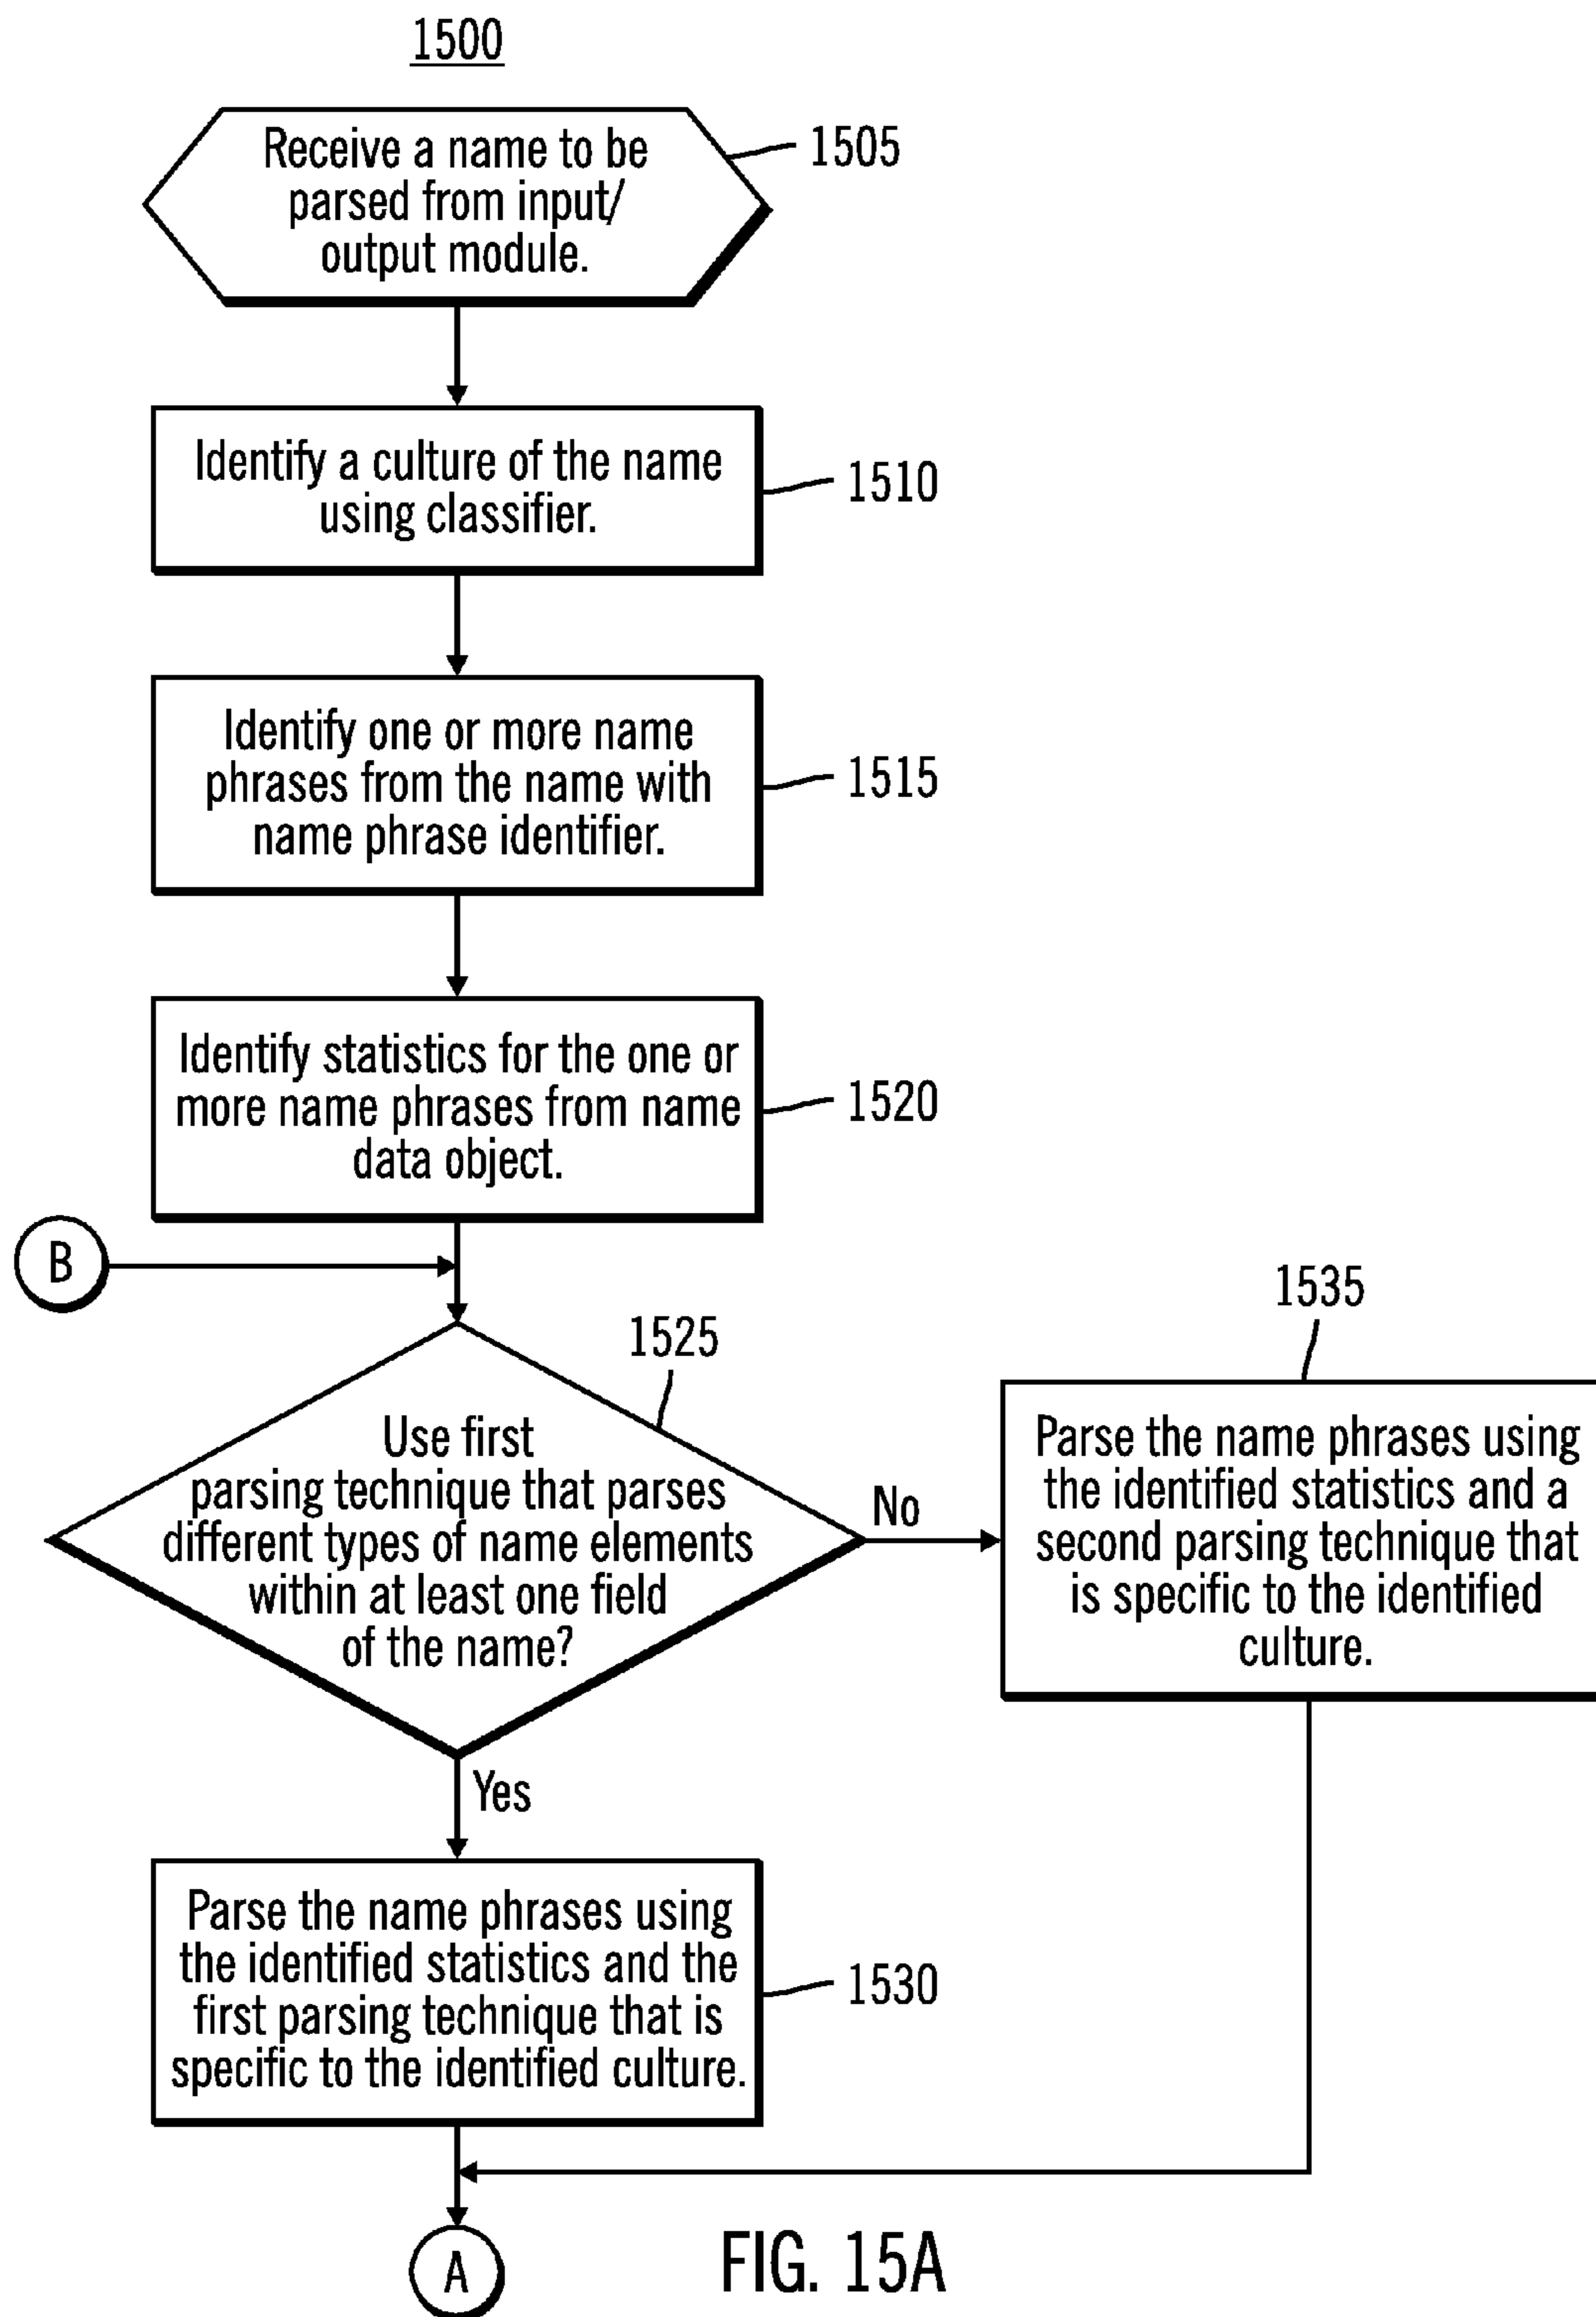 1500
Receive a name to be
parsed from input/
output module.
1505
Identify a culture of the name
using classifier.
1510
Identify one or more name
phrases from the name with
name phrase identifier.
1515
Identify statistics for the one or
more name phrases from name
data object.
1520
B
1525
Use first
parsing technique that parses
different types of name elements
within at least one field
of the name?
No
1535
Parse the name phrases using
the identified statistics and a
second parsing technique that
is specific to the identified
culture.
Yes
Parse the name phrases using
the identified statistics and the
first parsing technique that is
specific to the identified culture.
1530
A
FIG. 15A